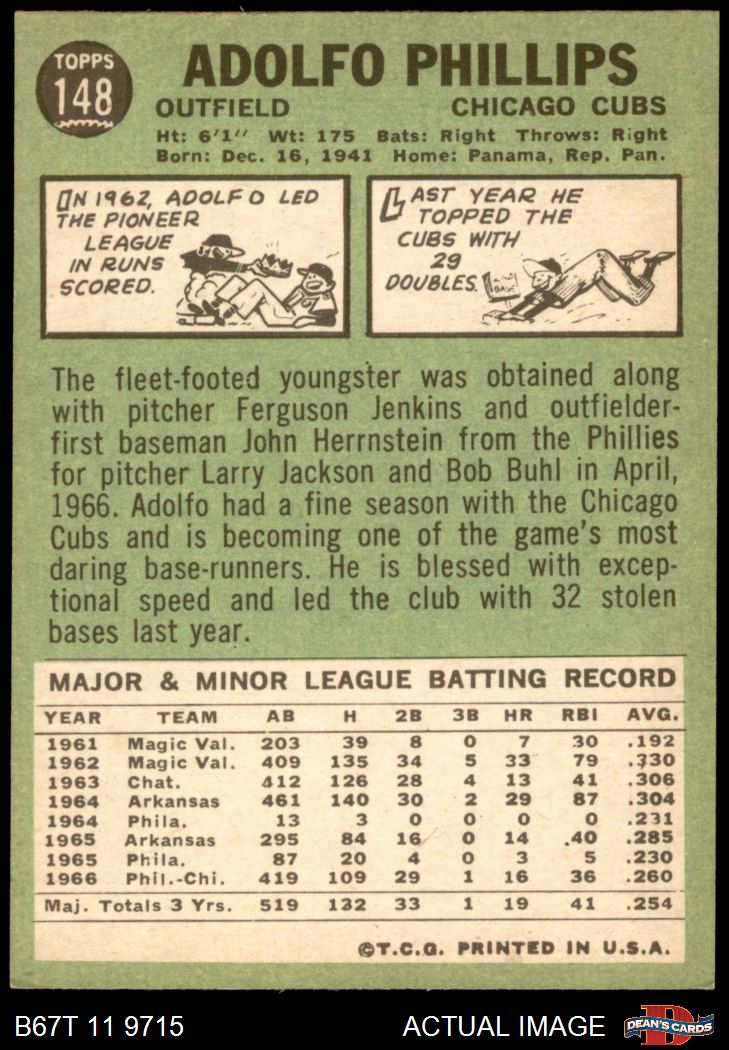 TOPPS
148
ADOLFO PHILLIPS
OUTFIELD CHICAGO CUBS
Ht: 6'1" Wt: 175 Bats: Right Throws: Right
Born: Dec. 16, 1941 Home: Panama, Rep. Pan.
IN 1962, ADOLFO LED
THE PIONEER
LEAGUE
IN RUNS
SCORED.
LAST YEAR HE
TOPPED THE
CUBS WITH
29
DOUBLES.
2ND
BASE
The fleet-footed youngster was obtained along
with pitcher Ferguson Jenkins and outfielder-
first baseman John Herrnstein from the Phillies
for pitcher Larry Jackson and Bob Buhl in April,
1966. Adolfo had a fine season with the Chicago
Cubs and is becoming one of the game's most
daring base-runners. He is blessed with excep-
tional speed and led the club with 32 stolen
bases last year.
MAJOR & MINOR LEAGUE BATTING RECORD
YEAR TEAM AB H 2B 3B HR RBI AVG.
1961 Magic Val. 203 39 8 0 7 30 .192
1962 Magic Val. 409 135 34 5 33 79 .330
1963 Chat. 412 126 28 4 13 41 .306
1964 Arkansas 461 140 30 2 29 87 .304
1964 Phila. 13 3 0 0 0 0 .231
1965 Arkansas 295 84 16 0 14 .40 .285
1965 Phila. 87 20 4 0 3 5 .230
1966 Phil.-Chi. 419 109 29 1 16 36 .260
Maj. Totals 3 Yrs. 519 132 33 1 19 41 .254
©T.C.G. PRINTED IN U.S.A.
B67T 11 9715 ACTUAL IMAGE
D
DEAN'S CARDS